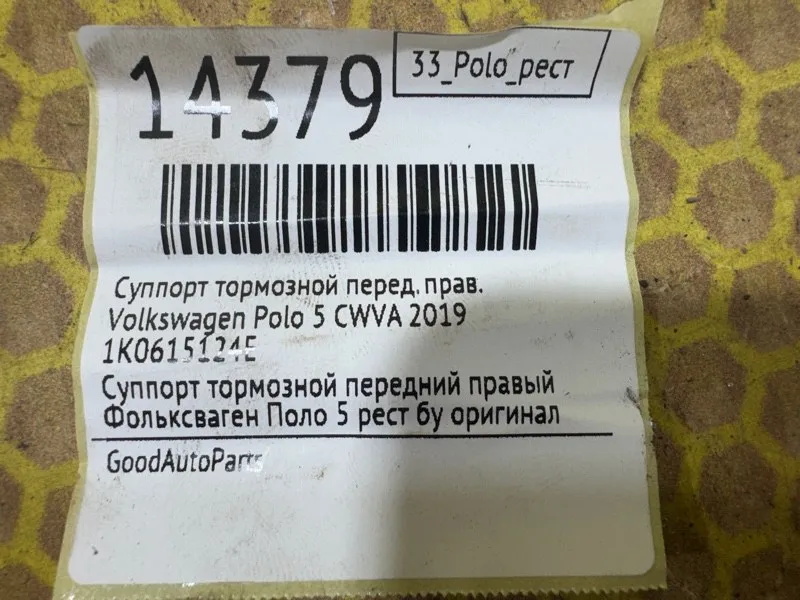 14379
33_Polo_рест
Суппорт тормозной перед. прав.
Volkswagen Polo 5 CWVA 2019
1K0615124E
Суппорт тормозной передний правый
Фольксваген Поло 5 рест бу оригинал
GoodAutoParts